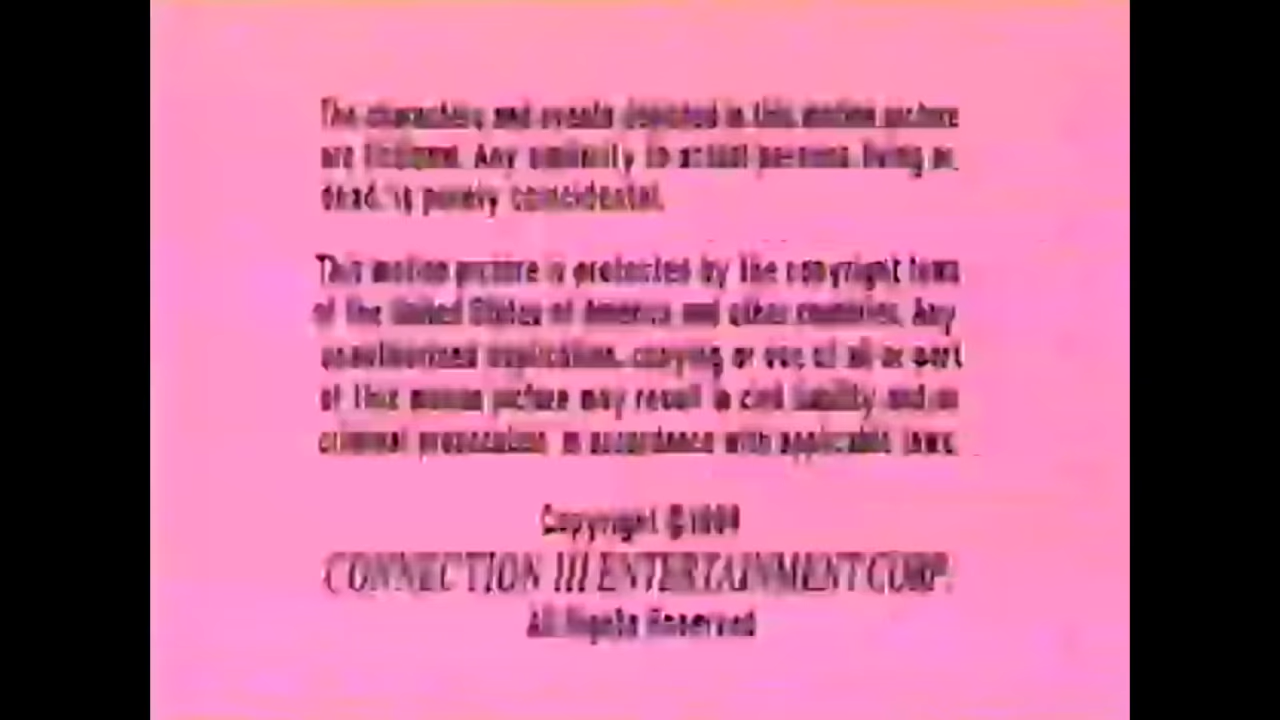 The characters and events depicted in this motion picture
are fictional. Any similarity to actual persons, living or
dead, is purely coincidental.
This motion picture is protected by the copyright laws
of the United States of America and other countries. Any
unauthorized duplication, copying or use of all or part
of this motion picture may result in civil liability and/or
criminal prosecution in accordance with applicable laws.
Copyright ©
CONNECTION III ENTERTAINMENT CORP.
All Rights Reserved